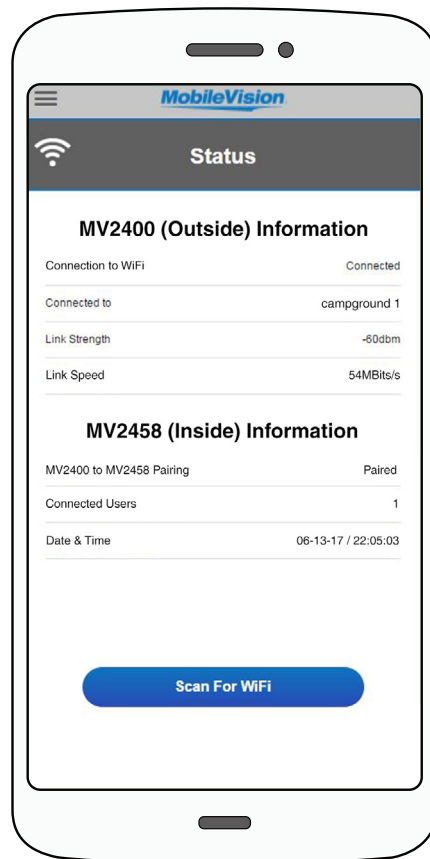 MobileVision
Status
MV2400 (Outside) Information
Connection to WiFi Connected
Connected to campground 1
Link Strength -60dbm
Link Speed 54MBits/s
MV2458 (Inside) Information
MV2400 to MV2458 Pairing Paired
Connected Users 1
Date & Time 06-13-17 / 22:05:03
Scan For WiFi